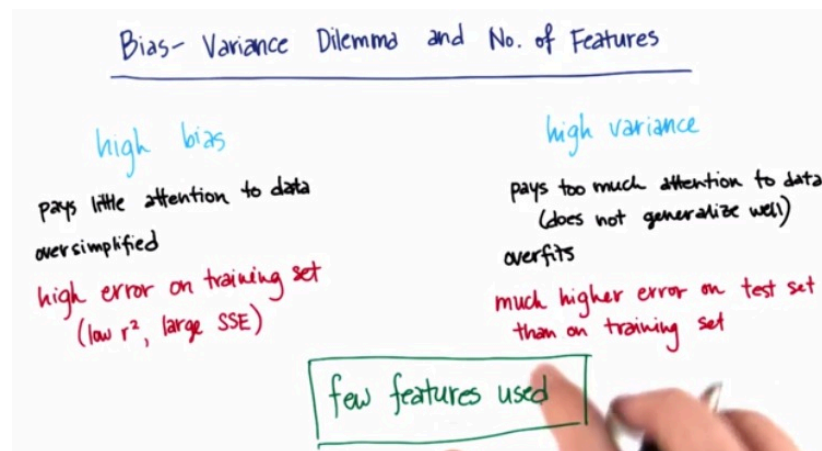 Bias- Variance Dilemma and No. of Features
high bias
pays little attention to data
oversimplified
high error on training set
(low r², large SSE)
high variance
pays too much attention to data
(does not generalize well)
overfits
much higher error on test set
than on training set
few features used